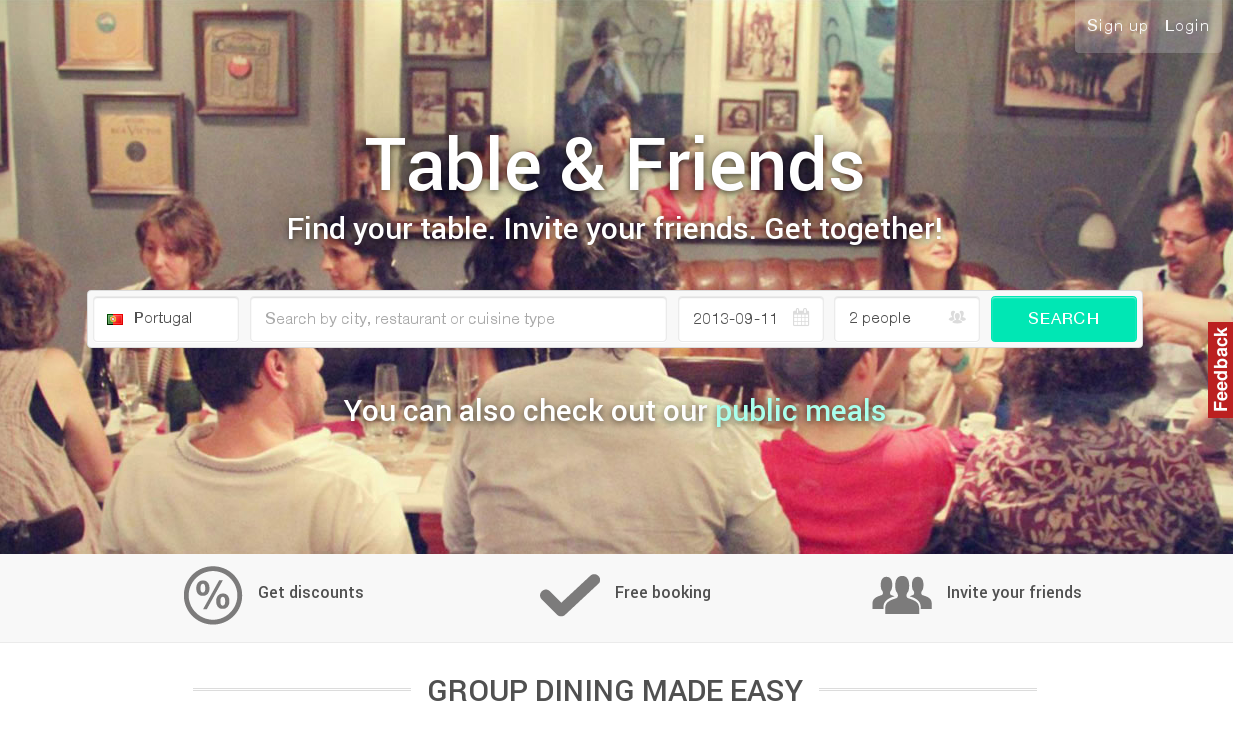 Sign up Login
Table & Friends
Find your table. Invite your friends. Get together!
Portugal Search by city, restaurant or cuisine type 2013-09-11 2 people SEARCH
Feedback
You can also check out our public meals
% Get discounts Free booking Invite your friends
GROUP DINING MADE EASY